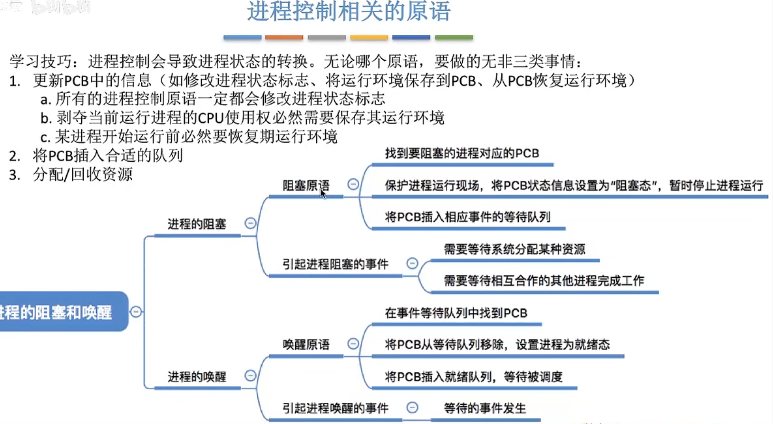 进程控制相关的原语
学习技巧：进程控制会导致进程状态的转换。无论哪个原语，要做的无非三类事情：
1. 更新PCB中的信息（如修改进程状态标志、将运行环境保存到PCB、从PCB恢复运行环境）
a. 所有的进程控制原语一定都会修改进程状态标志
b. 剥夺当前运行进程的CPU使用权必然需要保存其运行环境
c. 某进程开始运行前必然要恢复期运行环境
2. 将PCB插入合适的队列
3. 分配/回收资源
找到要阻塞的进程对应的PCB
阻塞原语
保护进程运行现场，将PCB状态信息设置为“阻塞态”，暂时停止进程运行
将PCB插入相应事件的等待队列
进程的阻塞
需要等待系统分配某种资源
引起进程阻塞的事件
需要等待相互合作的其他进程完成工作
进程的阻塞和唤醒
在事件等待队列中找到PCB
唤醒原语
将PCB从等待队列移除，设置进程为就绪态
将PCB插入就绪队列，等待被调度
进程的唤醒
引起进程唤醒的事件
等待的事件发生